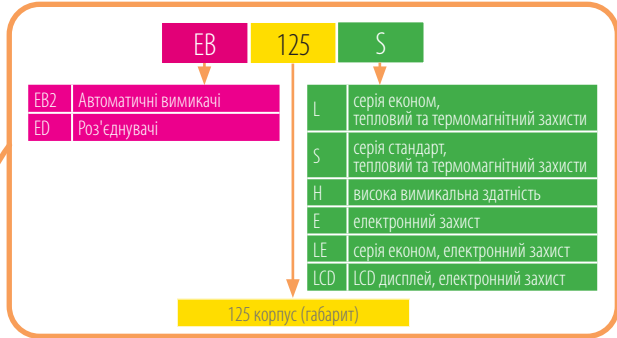 EB 125 S
EB2 Автоматичні вимикачі
ED Роз'єднувачі
L серія економ,
тепловий та термомагнітний захисти
S серія стандарт,
тепловий та термомагнітний захисти
H висока вимикальна здатність
E електронний захист
LE серія економ, електронний захист
LCD LCD дисплей, електронний захист
125 корпус (габарит)